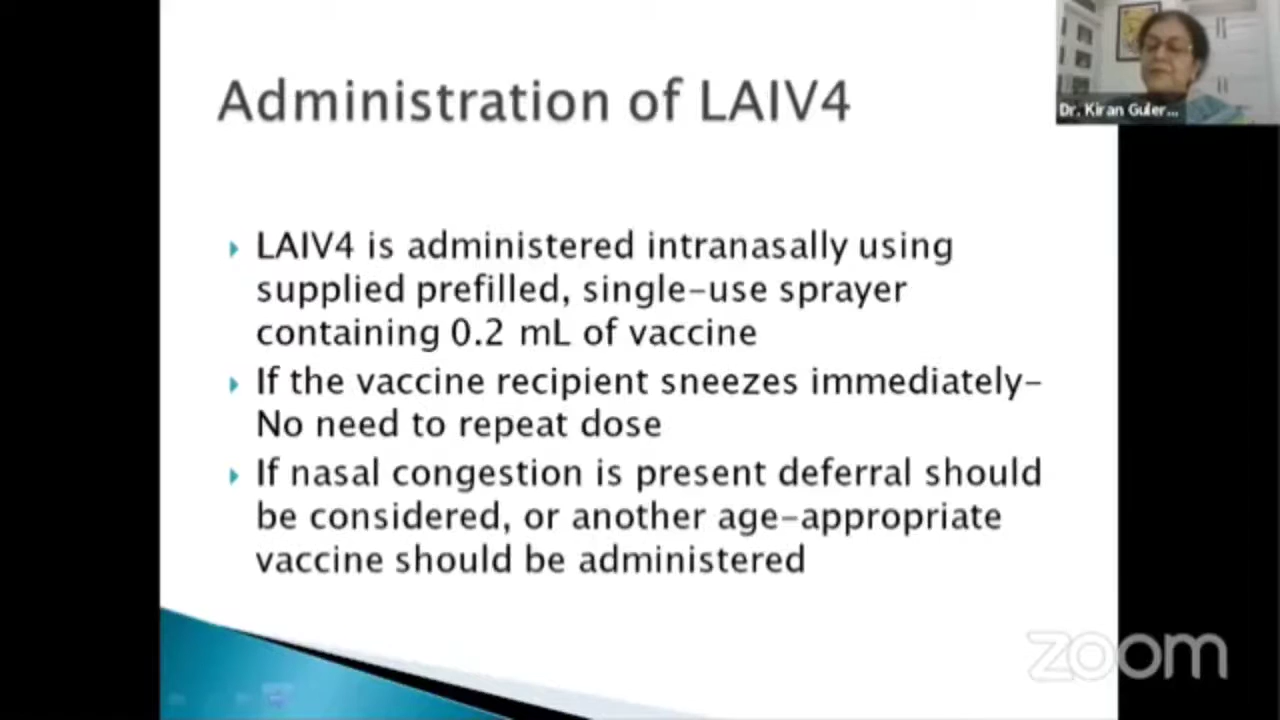 Administration of LAIV4
Dr. Kiran Guler...
LAIV4 is administered intranasally using
supplied prefilled, single-use sprayer
containing 0.2 mL of vaccine
If the vaccine recipient sneezes immediately-
No need to repeat dose
If nasal congestion is present deferral should
be considered, or another age-appropriate
vaccine should be administered
zoom